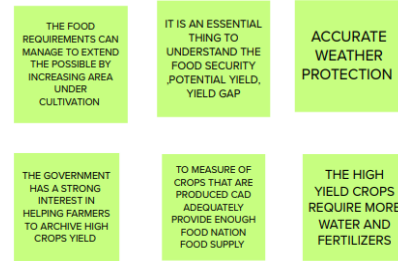 THE FOOD
REQUIREMENTS CAN
MANAGE TO EXTEND
THE POSSIBLE BY
INCREASING AREA
UNDER
CULTIVATION
IT IS AN ESSENTIAL
THING TO
UNDERSTAND THE
FOOD SECURITY
,POTENTIAL YIELD,
YIELD GAP
ACCURATE
WEATHER
PROTECTION
THE GOVERNMENT
HAS A STRONG
INTEREST IN
HELPING FARMERS
TO ARCHIVE HIGH
CROPS YIELD
TO MEASURE OF
CROPS THAT ARE
PRODUCED CAD
ADEQUATELY
PROVIDE ENOUGH
FOOD NATION
FOOD SUPPLY
THE HIGH
YIELD CROPS
REQUIRE MORE
WATER AND
FERTILIZERS